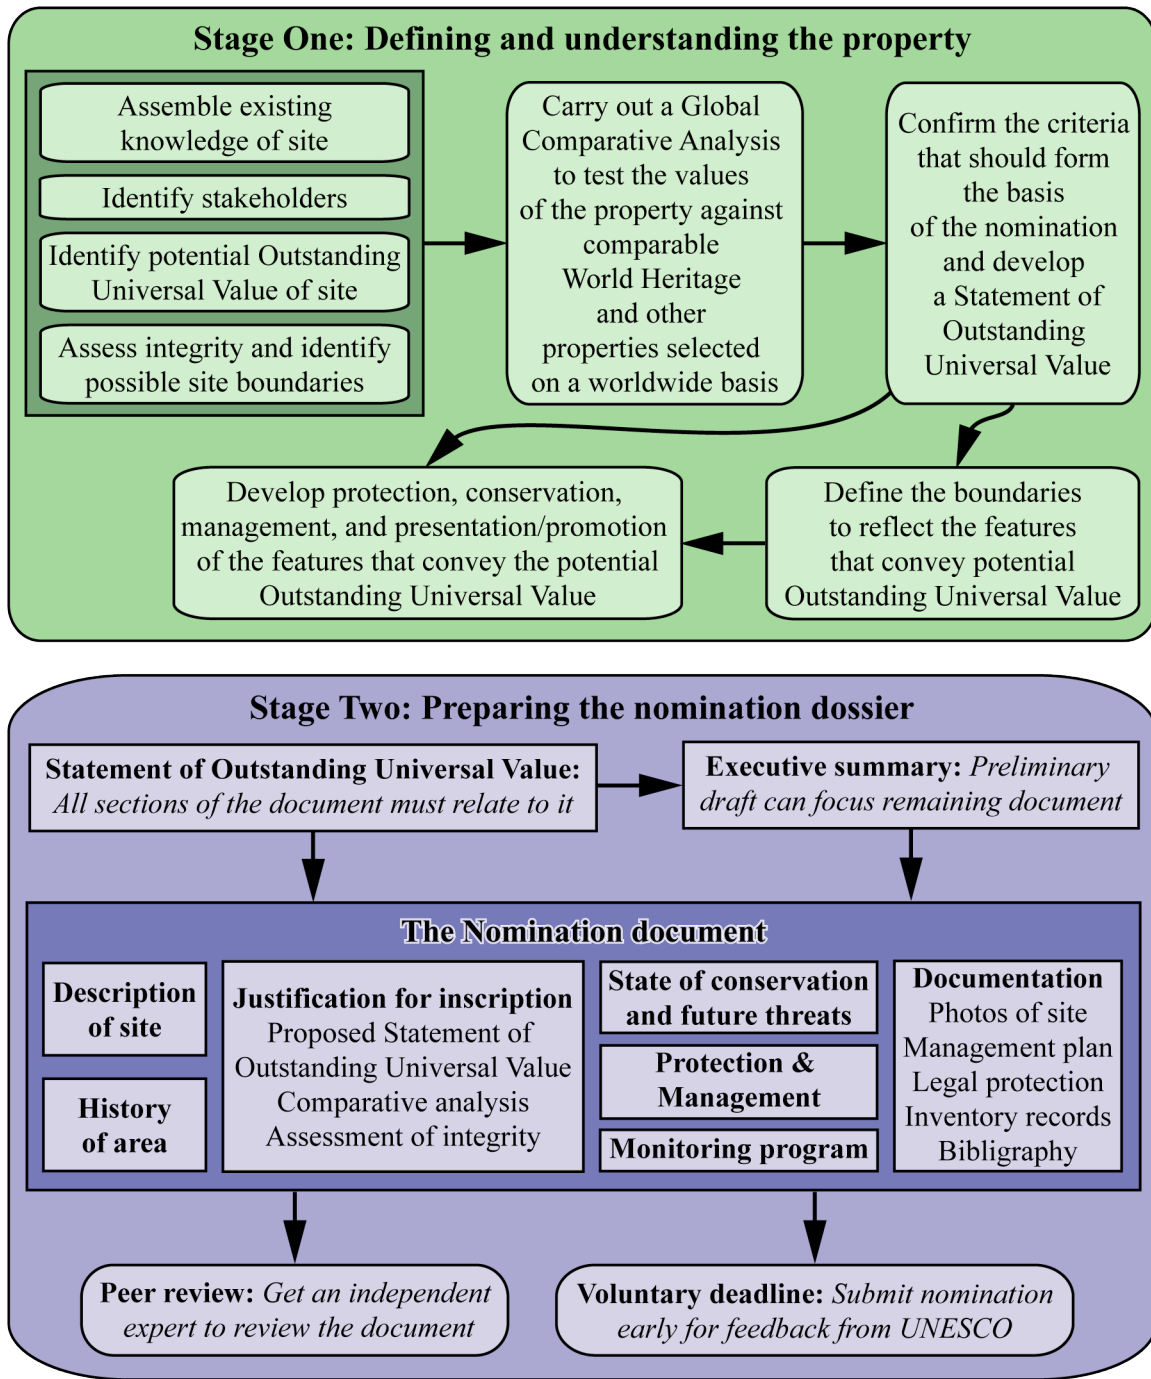 Stage One: Defining and understanding the property
Assemble existing
knowledge of site
Identify stakeholders
Identify potential Outstanding
Universal Value of site
Assess integrity and identify
possible site boundaries
Carry out a Global
Comparative Analysis
to test the values
of the property against
comparable
World Heritage
and other
properties selected
on a worldwide basis
Confirm the criteria
that should form
the basis
of the nomination
and develop
a Statement of
Outstanding
Universal Value
Develop protection, conservation,
management, and presentation/promotion
of the features that convey the potential
Outstanding Universal Value
Define the boundaries
to reflect the features
that convey potential
Outstanding Universal Value
Stage Two: Preparing the nomination dossier
Statement of Outstanding Universal Value:
All sections of the document must relate to it
Executive summary: Preliminary
draft can focus remaining document
The Nomination document
Description
of site
History
of area
Justification for inscription
Proposed Statement of
Outstanding Universal Value
Comparative analysis
Assessment of integrity
State of conservation
and future threats
Protection &
Management
Monitoring program
Documentation
Photos of site
Management plan
Legal protection
Inventory records
Bibligraphy
Peer review: Get an independent
expert to review the document
Voluntary deadline: Submit nomination
early for feedback from UNESCO